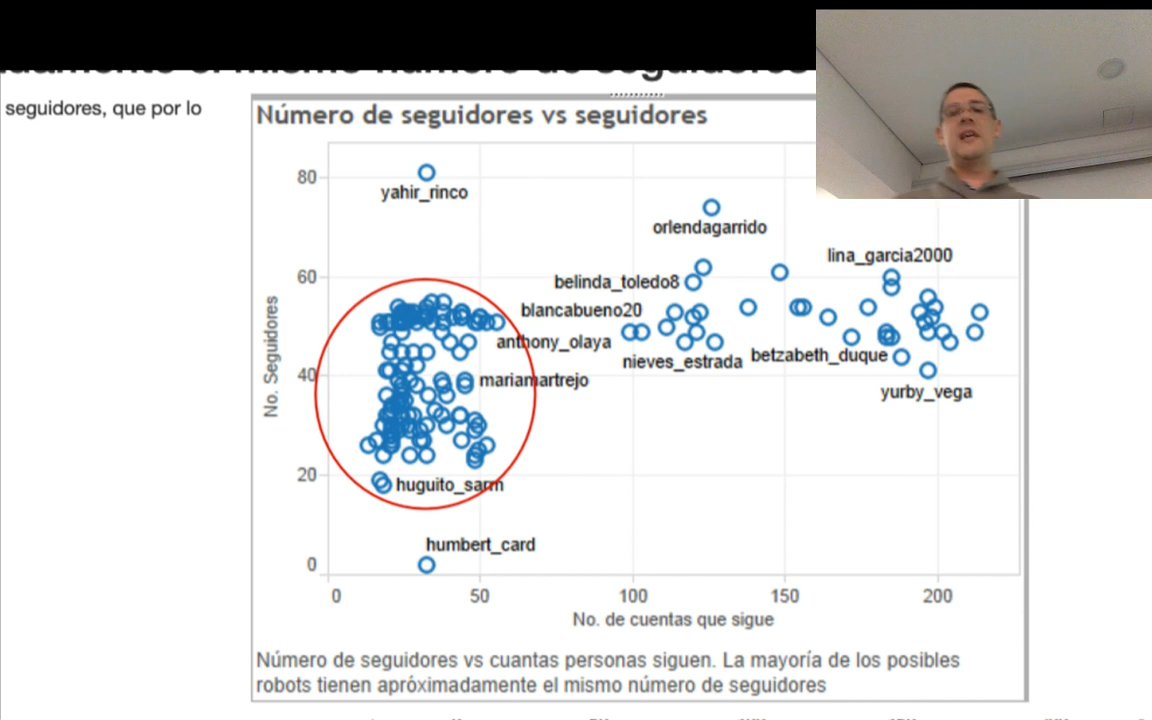 seguidores, que por lo
Número de seguidores vs seguidores
80
yahir_rinco
orlendagarrido
lina_garcia2000
60
belinda_toledo8
blancabueno20
anthony_olaya
nieves_estrada
betzabeth_duque
No. Seguidores
40
mariamartrejo
yurby_vega
20
huguito_sarm
humbert_card
0
0 50 100 150 200
No. de cuentas que sigue
Número de seguidores vs cuantas personas siguen. La mayoría de los posibles
robots tienen apróximadamente el mismo número de seguidores